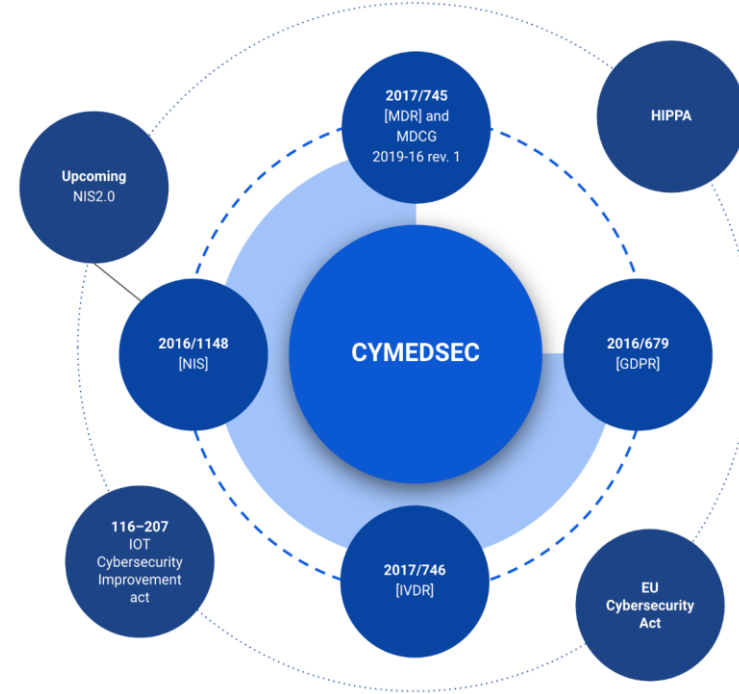 2017/745
[MDR] and
MDCG
2019-16 rev. 1
HIPPA
Upcoming
NIS2.0
2016/1148
[NIS]
CYMEDSEC
2016/679
[GDPR]
116–207
IOT
Cybersecurity
Improvement
act
2017/746
[IVDR]
EU
Cybersecurity
Act